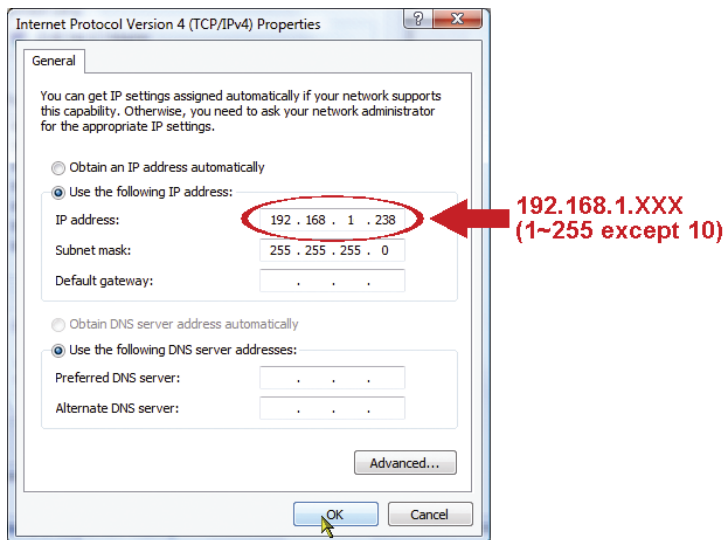 Internet Protocol Version 4 (TCP/IPv4) Properties
General
You can get IP settings assigned automatically if your network supports
this capability. Otherwise, you need to ask your network administrator
for the appropriate IP settings.
Obtain an IP address automatically
Use the following IP address:
IP address: 192 . 168 . 1 . 238
Subnet mask: 255 . 255 . 255 . 0
Default gateway: . . .
192.168.1.XXX
(1~255 except 10)
Obtain DNS server address automatically
Use the following DNS server addresses:
Preferred DNS server: . . .
Alternate DNS server: . . .
Advanced...
OK Cancel